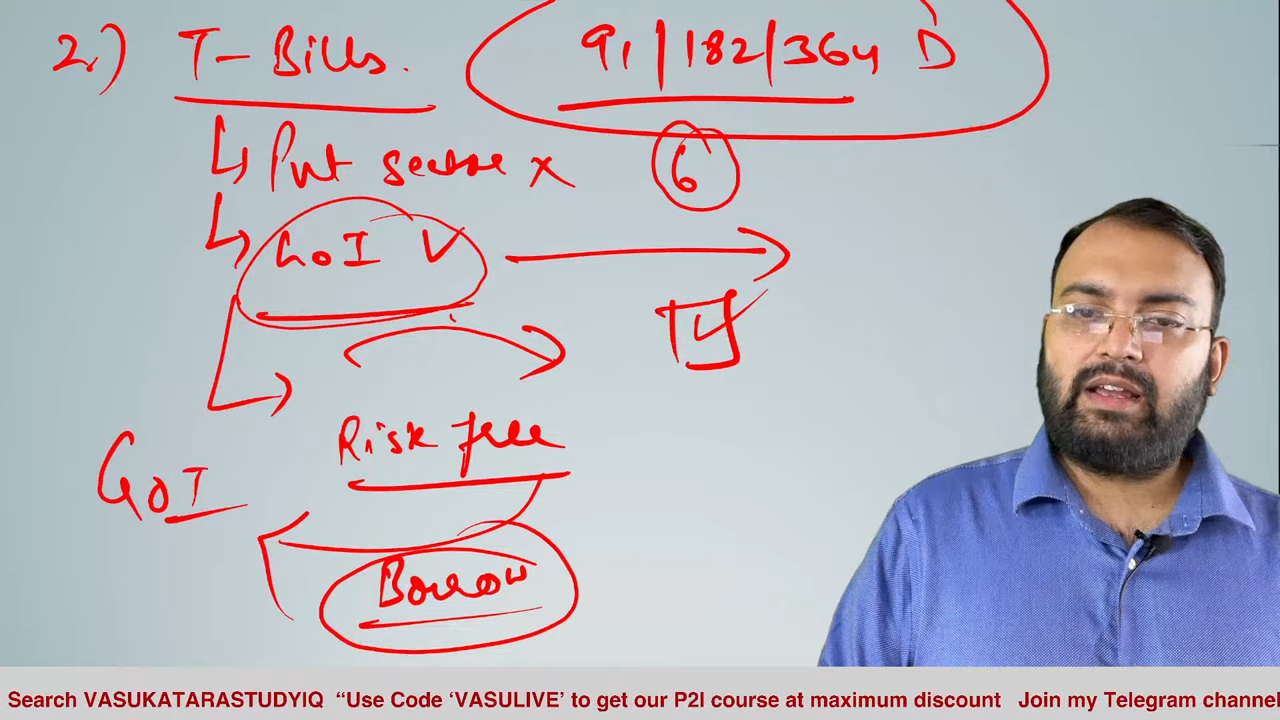 2.) T-Bills. 91/182/364 D
Pvt sector x 6
GoI
Risk free
GoI
Borrow
Search VASUKATARASTUDYIQ “Use Code ‘VASULIVE’ to get our P2I course at maximum discount Join my Telegram channel